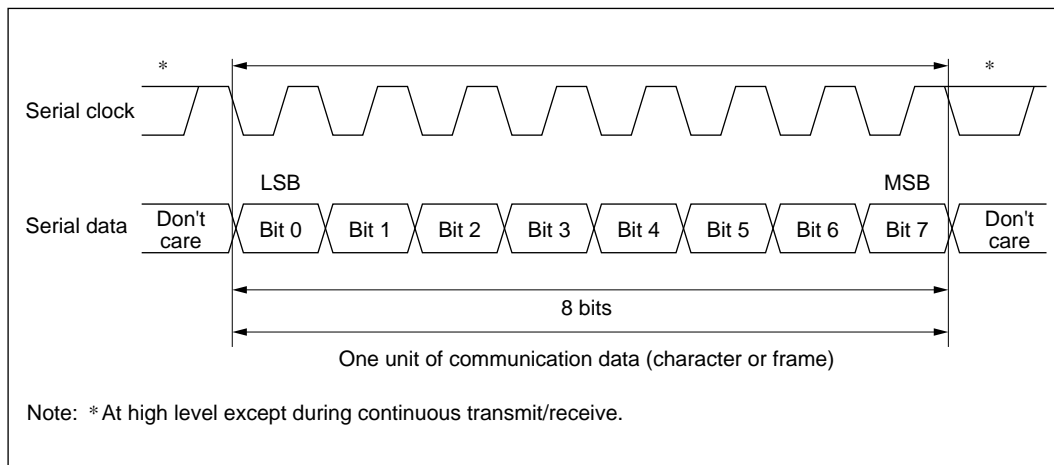 * *
Serial clock
LSB MSB
Serial data Don't care Bit 0 Bit 1 Bit 2 Bit 3 Bit 4 Bit 5 Bit 6 Bit 7 Don't care
8 bits
One unit of communication data (character or frame)
Note: * At high level except during continuous transmit/receive.